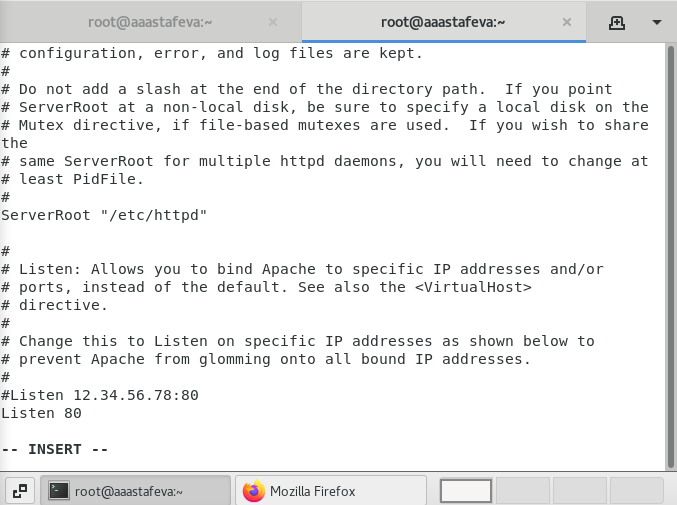 root@aaastafeva:~ × root@aaastafeva:~ ×
# configuration, error, and log files are kept.
#
# Do not add a slash at the end of the directory path.  If you point
# ServerRoot at a non-local disk, be sure to specify a local disk on the
# Mutex directive, if file-based mutexes are used.  If you wish to share
the
# same ServerRoot for multiple httpd daemons, you will need to change at
# least PidFile.
#
ServerRoot "/etc/httpd"
#
# Listen: Allows you to bind Apache to specific IP addresses and/or
# ports, instead of the default. See also the <VirtualHost>
# directive.
#
# Change this to Listen on specific IP addresses as shown below to
# prevent Apache from glomming onto all bound IP addresses.
#
#Listen 12.34.56.78:80
Listen 80
-- INSERT --
root@aaastafeva:~ Mozilla Firefox